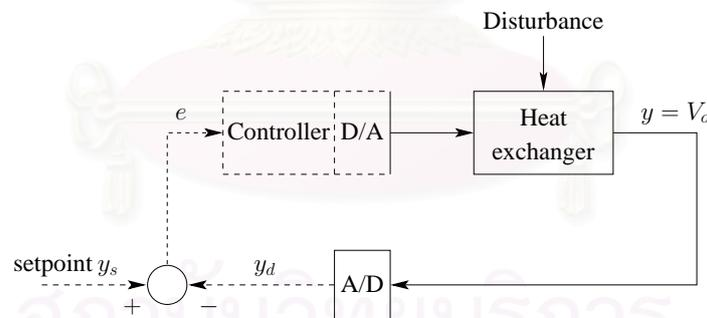 Disturbance
e
Controller D/A
Heat
exchanger
y = V
setpoint y_s
+
y_d
−
A/D